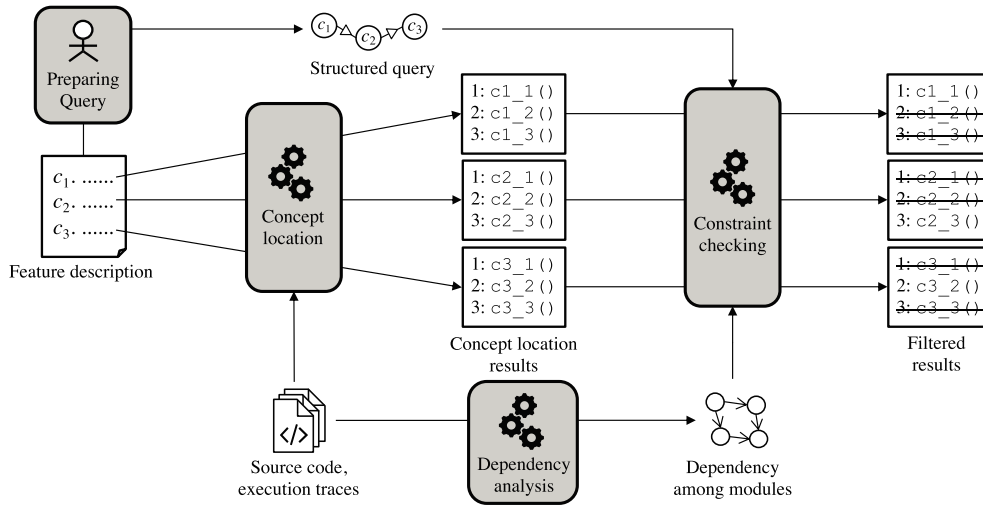 Preparing
Query
c1
c2
c3
Structured query
c1. ......
c2. ......
c3. ......
Feature description
Concept
location
1: c1_1()
2: c1_2()
3: c1_3()
1: c2_1()
2: c2_2()
3: c2_3()
1: c3_1()
2: c3_2()
3: c3_3()
Concept location
results
Constraint
checking
1: c1_1()
2: c1_2()
3: c1_3()
1: c2_1()
2: c2_2()
3: c2_3()
1: c3_1()
2: c3_2()
3: c3_3()
Filtered
results
</>
Source code,
execution traces
Dependency
analysis
Dependency
among modules